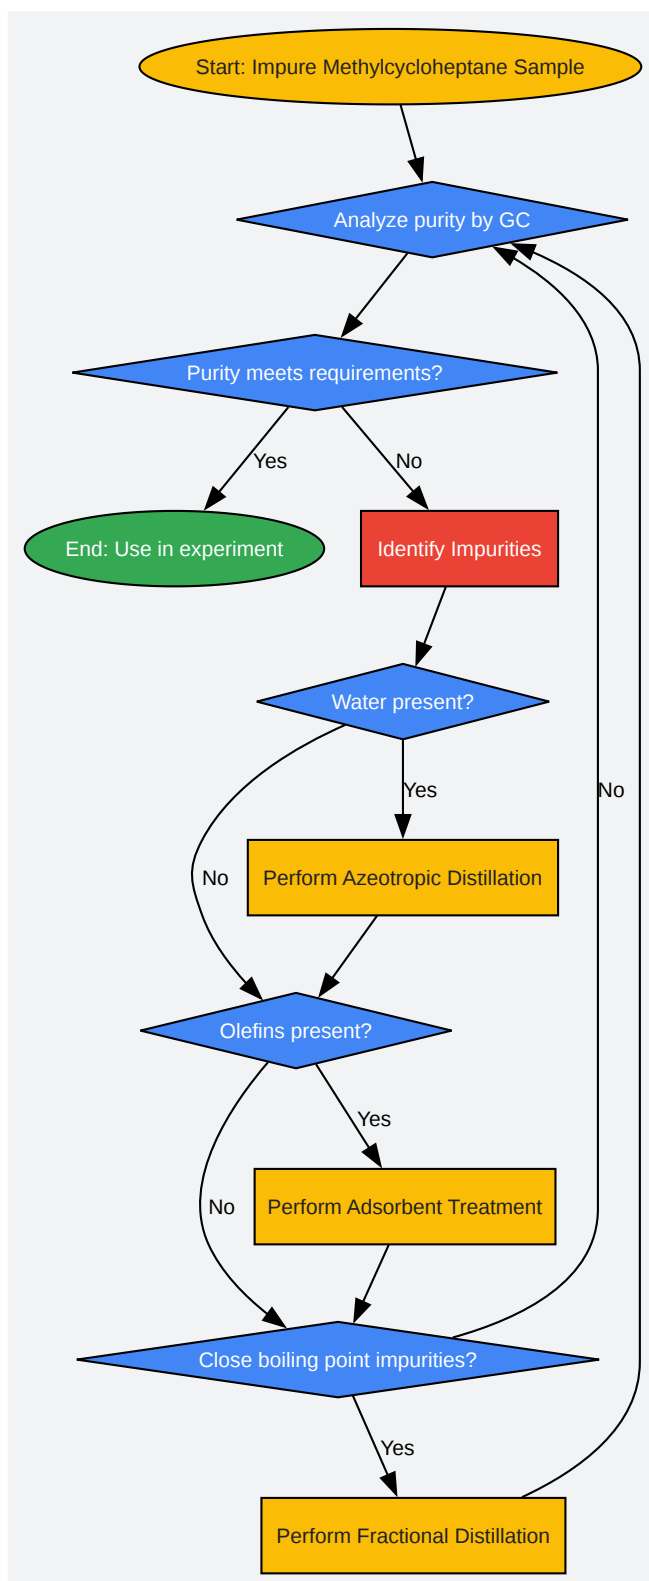 Start: Impure Methylcycloheptane Sample
Analyze purity by GC
Purity meets requirements?
Yes
No
End: Use in experiment
Identify Impurities
Water present?
Yes
No
No
Perform Azeotropic Distillation
Olefins present?
Yes
No
Perform Adsorbent Treatment
Close boiling point impurities?
Yes
Perform Fractional Distillation